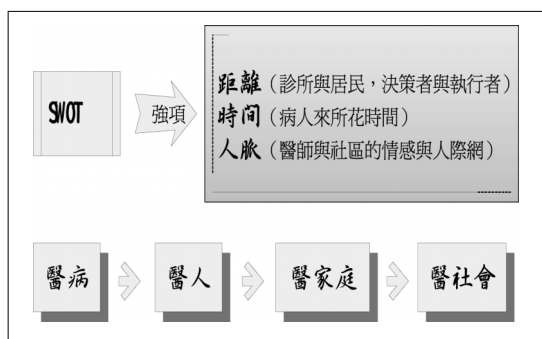 SWOT
強項
距離(診所與居民,決策者與執行者)
時間(病人來所花時間)
人脈(醫師與社區的情感與人際網)
醫病
醫人
醫家庭
醫社會